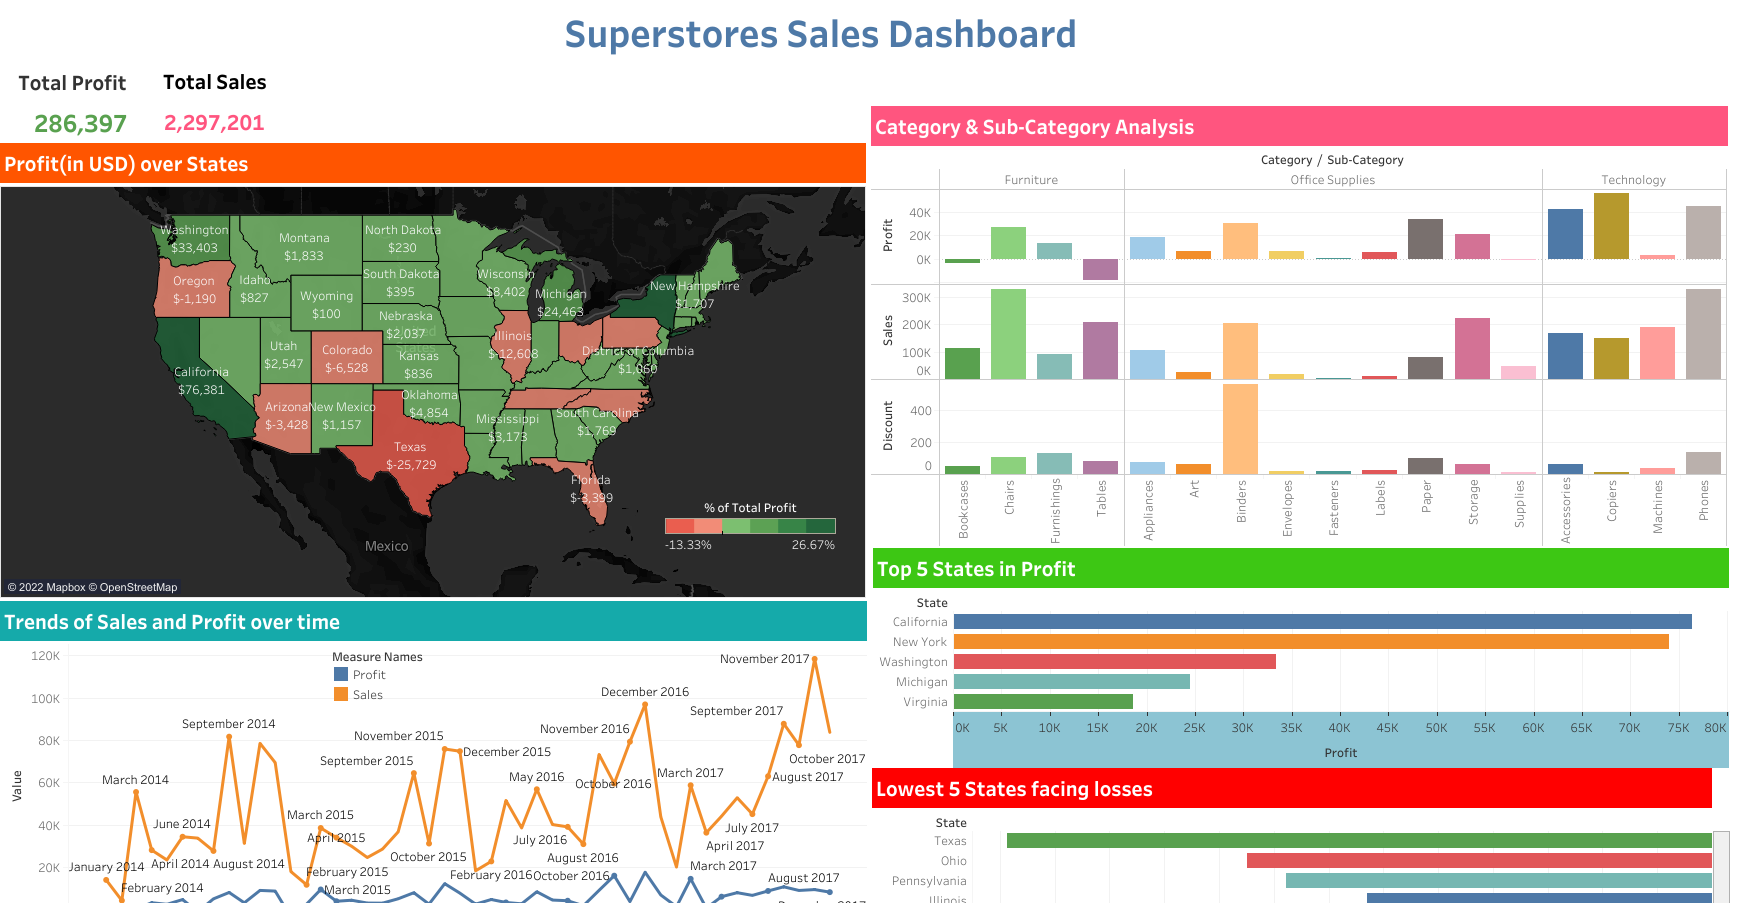 Superstores Sales Dashboard
Total Profit
Total Sales
286,397
2,297,201
Profit(in USD) over States
Washington
$33,403
Montana
$1,833
North Dakota
$230
Oregon
$-1,190
Idaho
$827
South Dakota
$395
Wisconsin
$8,402
Michigan
$24,463
New Hampshire
$1,707
Wyoming
$100
Nebraska
$2,037
Illinois
$-12,608
Utah
$2,547
Colorado
$-6,528
Kansas
$836
District of Columbia
$1,060
California
$76,381
Arizona
$-3,428
New Mexico
$1,157
Oklahoma
$4,854
Mississippi
$3,173
South Carolina
$1,769
Texas
$-25,729
Florida
$-3,399
Mexico
% of Total Profit
-13.33%
26.67%
© 2022 Mapbox © OpenStreetMap
Category & Sub-Category Analysis
Category / Sub-Category
Furniture
Office Supplies
Technology
Profit
40K
20K
0K
Sales
300K
200K
100K
0K
Discount
400
200
0
Bookcases
Chairs
Furnishings
Tables
Appliances
Art
Binders
Envelopes
Fasteners
Labels
Paper
Storage
Supplies
Accessories
Copiers
Machines
Phones
Trends of Sales and Profit over time
Measure Names
Profit
Sales
Value
120K
100K
80K
60K
40K
20K
January 2014
February 2014
March 2014
April 2014
June 2014
August 2014
September 2014
February 2015
March 2015
March 2015
April 2015
September 2015
October 2015
November 2015
December 2015
February 2016
May 2016
July 2016
August 2016
October 2016
October 2016
November 2016
December 2016
March 2017
March 2017
April 2017
July 2017
August 2017
August 2017
September 2017
October 2017
November 2017
Top 5 States in Profit
State
California
New York
Washington
Michigan
Virginia
0K 5K 10K 15K 20K 25K 30K 35K 40K 45K 50K 55K 60K 65K 70K 75K 80K
Profit
Lowest 5 States facing losses
State
Texas
Ohio
Pennsylvania
Illinois